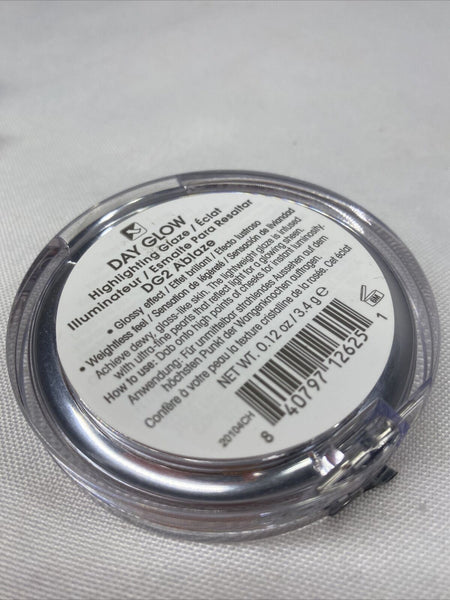 DAY GLOW
Highlighting Glaze / Éclat
Illuminateur / Esmalte Para Resaltar
DG2 Ablaze
• Glossy effect / Effet brillant / Efecto lustroso
• Weightless feel / Sensation de légèreté / Sensación de liviandad
Achieve dewy, glass-like skin. The lightweight glaze is infused
with ultra-fine pearls that reflect light for a glowing sheen.
How to use: Dab onto high points of cheeks for instant luminosity.
Anwendung: Für unmittelbar strahlendes Aussehen auf dem
höchsten Punkt der Wangenknochen auftragen. Cet éclat
Confère à votre peau la texture cristalline de la rosée.
NET WT. 0.12 oz / 3.4 g e
20104CH
8 40797 12625 1